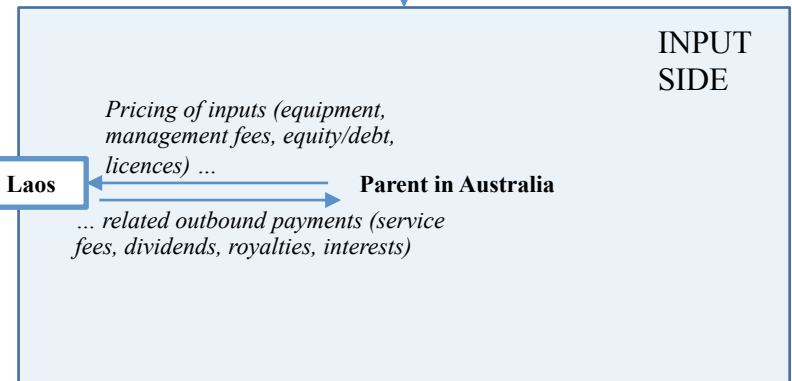 INPUT
SIDE
Pricing of inputs (equipment,
management fees, equity/debt,
licences) …
Laos
Parent in Australia
… related outbound payments (service
fees, dividends, royalties, interests)